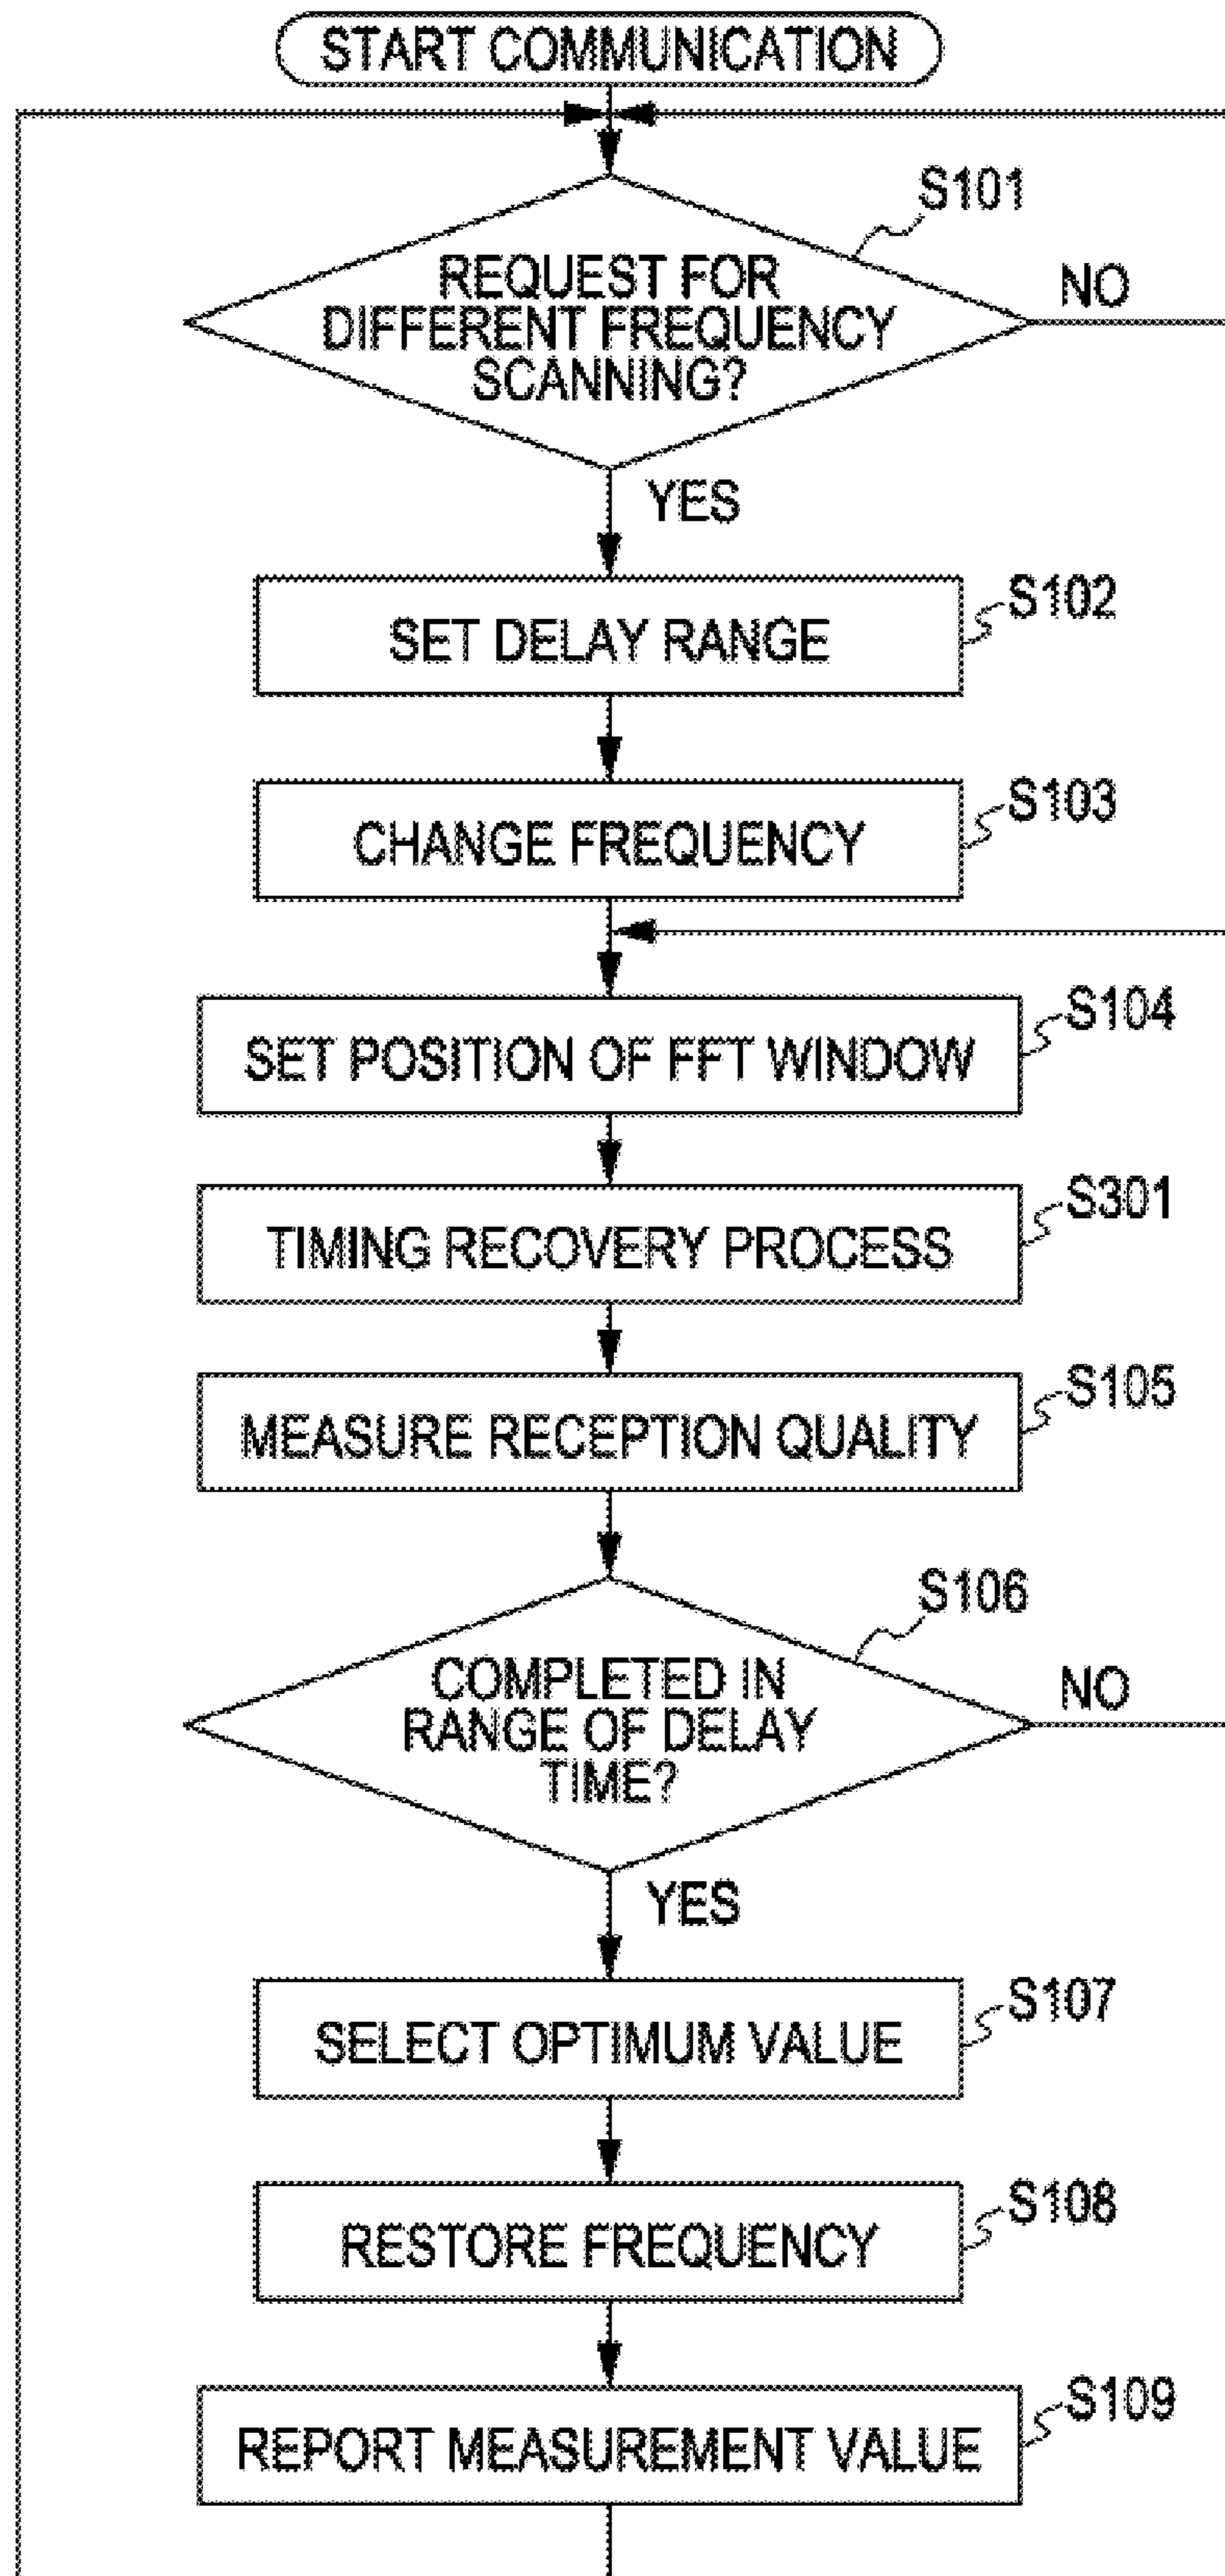 START COMMUNICATION
S101
REQUEST FOR
DIFFERENT FREQUENCY
SCANNING?
NO
YES
S102
SET DELAY RANGE
S103
CHANGE FREQUENCY
S104
SET POSITION OF FFT WINDOW
S301
TIMING RECOVERY PROCESS
S105
MEASURE RECEPTION QUALITY
S106
COMPLETED IN
RANGE OF DELAY
TIME?
NO
YES
S107
SELECT OPTIMUM VALUE
S108
RESTORE FREQUENCY
S109
REPORT MEASUREMENT VALUE